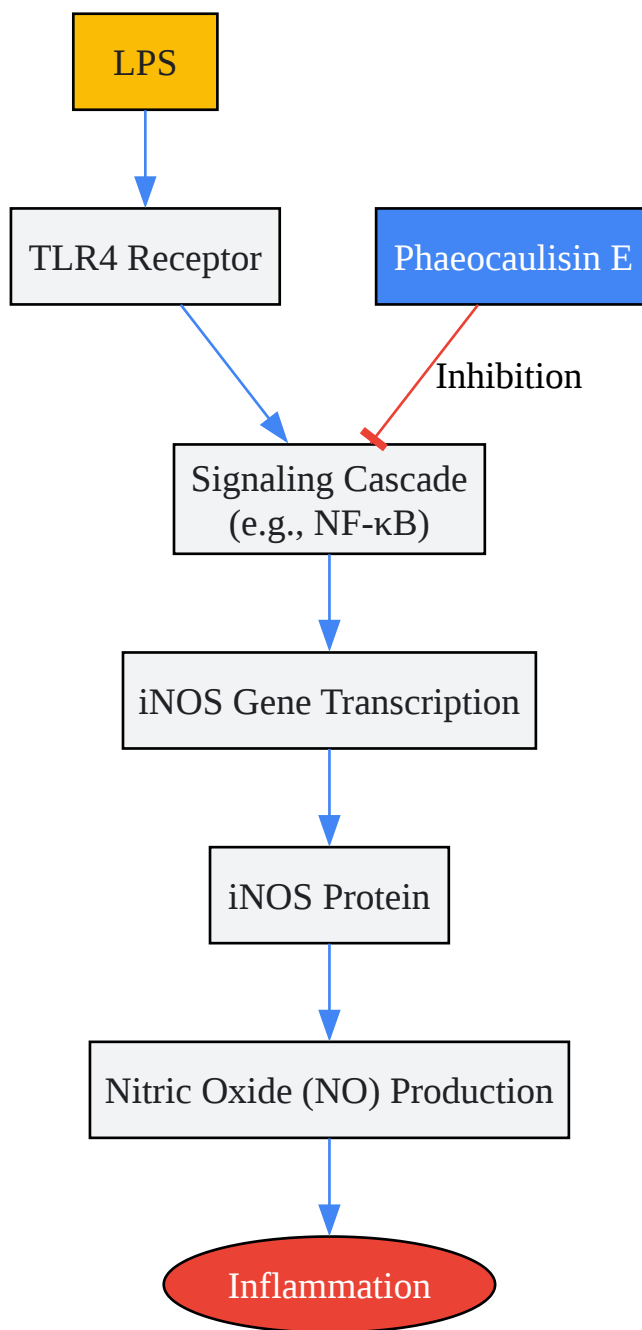 LPS
TLR4 Receptor
Phaeocaulisin E
Inhibition
Signaling Cascade
(e.g., NF-κB)
iNOS Gene Transcription
iNOS Protein
Nitric Oxide (NO) Production
Inflammation